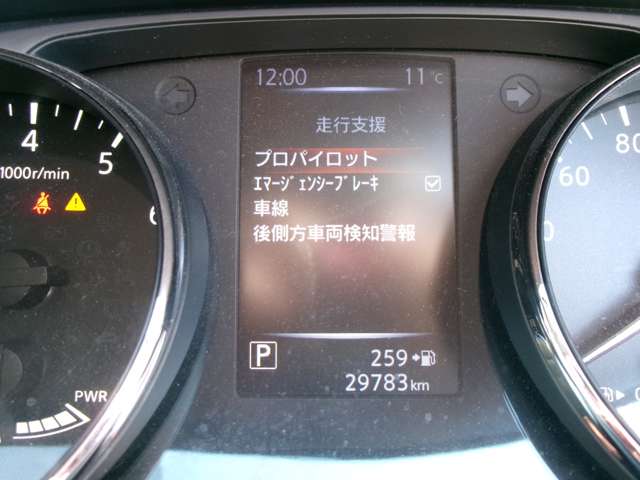 12:00 11℃
走行支援
プロパイロット
ｴﾏｰｼﾞｪﾝｼｰﾌﾞﾚｰｷ
車線
後側方車両検知警報
P 259
29783km
4
5
6
1000r/min
PWR
60
80